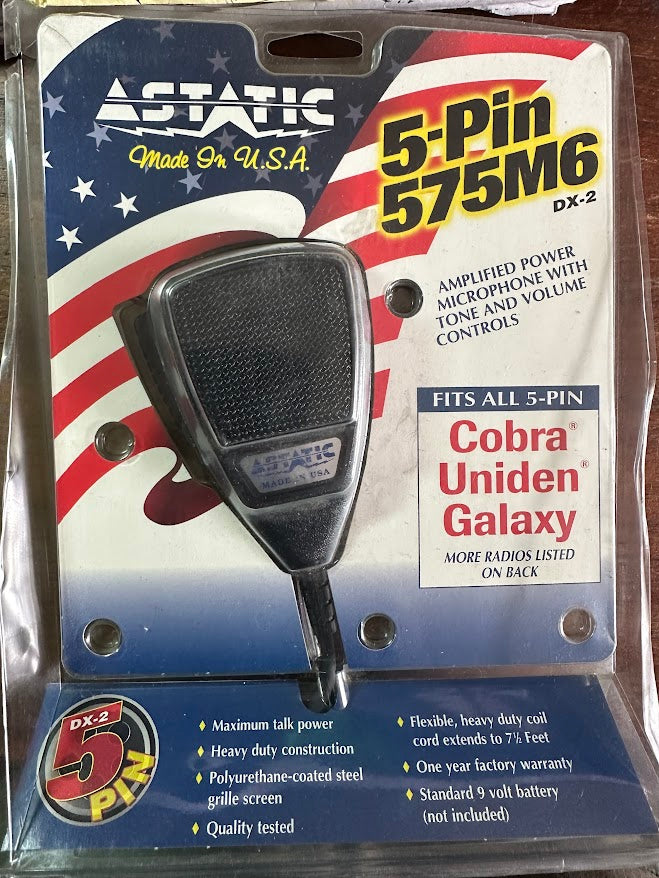 ASTATIC
Made In U.S.A.
5-Pin
575M6
DX-2
AMPLIFIED POWER
MICROPHONE WITH
TONE AND VOLUME
CONTROLS
ASTATIC
MADE IN USA
FITS ALL 5-PIN
Cobra®
Uniden®
Galaxy
MORE RADIOS LISTED
ON BACK
DX-2
5
PIN
♦ Maximum talk power
♦ Heavy duty construction
♦ Polyurethane-coated steel
grille screen
♦ Quality tested
♦ Flexible, heavy duty coil
cord extends to 7½ Feet
♦ One year factory warranty
♦ Standard 9 volt battery
(not included)